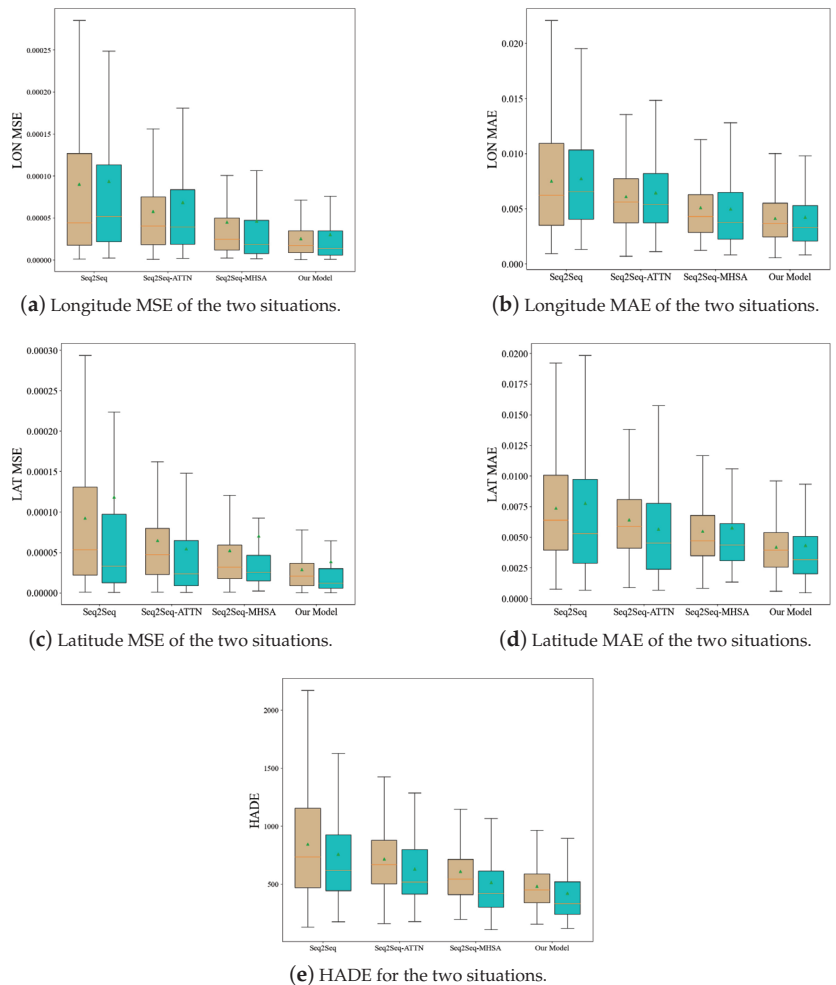 LON MSE
0.00025
0.00020
0.00015
0.00010
0.00005
0.00000
Seq2Seq Seq2Seq-ATTN Seq2Seq-MHSA Our Model
(a) Longitude MSE of the two situations.
LON MAE
0.020
0.015
0.010
0.005
0.000
Seq2Seq Seq2Seq-ATTN Seq2Seq-MHSA Our Model
(b) Longitude MAE of the two situations.
LAT MSE
0.00030
0.00025
0.00020
0.00015
0.00010
0.00005
0.00000
Seq2Seq Seq2Seq-ATTN Seq2Seq-MHSA Our Model
(c) Latitude MSE of the two situations.
LAT MAE
0.0200
0.0175
0.0150
0.0125
0.0100
0.0075
0.0050
0.0025
0.0000
Seq2Seq Seq2Seq-ATTN Seq2Seq-MHSA Our Model
(d) Latitude MAE of the two situations.
HADE
2000
1500
1000
500
Seq2Seq Seq2Seq-ATTN Seq2Seq-MHSA Our Model
(e) HADE for the two situations.